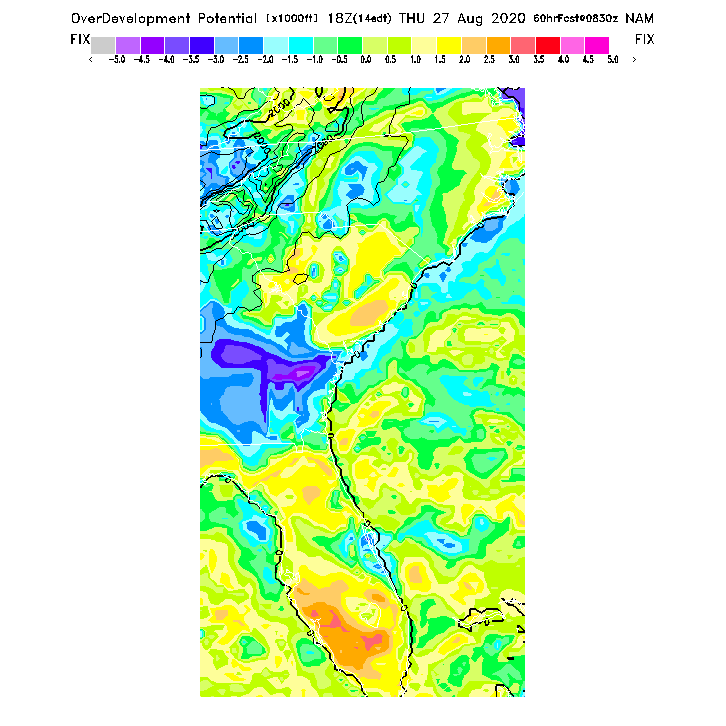 OverDevelopment Potential [x1000ft] 18Z(14edt) THU 27 Aug 2020 60hrFcst@0830z NAM
FIX FIX
< -5.0 -4.5 -4.0 -3.5 -3.0 -2.5 -2.0 -1.5 -1.0 -0.5 0.0 0.5 1.0 1.5 2.0 2.5 3.0 3.5 4.0 4.5 5.0 >
2000
2000